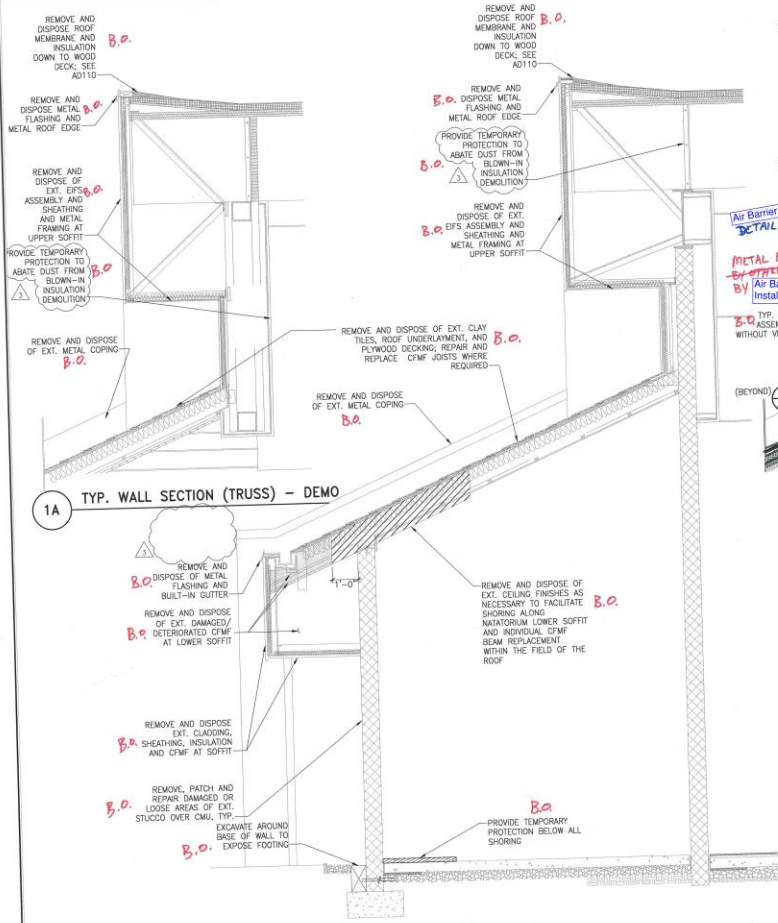 REMOVE AND
DISPOSE ROOF
MEMBRANE AND B.O.
INSULATION
DOWN TO WOOD
DECK; SEE
AD110
REMOVE AND
DISPOSE METAL B.O.
FLASHING AND
METAL ROOF EDGE
REMOVE AND
DISPOSE OF
EXT. EIFS B.O.
ASSEMBLY AND
SHEATHING
AND METAL
FRAMING AT
UPPER SOFFIT
PROVIDE TEMPORARY
PROTECTION TO
ABATE DUST FROM B.O
BLOWN-IN
INSULATION
DEMOLITION
3
REMOVE AND DISPOSE
OF EXT. METAL COPING
B.O.
1A TYP. WALL SECTION (TRUSS) - DEMO
REMOVE AND
DISPOSE ROOF B.O.
MEMBRANE AND
INSULATION
DOWN TO WOOD
DECK; SEE
AD110
REMOVE AND
B.O. DISPOSE METAL
FLASHING AND
METAL ROOF EDGE
PROVIDE TEMPORARY
PROTECTION TO
B.O. ABATE DUST FROM
BLOWN-IN
INSULATION
DEMOLITION
3
REMOVE AND
DISPOSE OF EXT.
B.O. EIFS ASSEMBLY AND
SHEATHING AND
METAL FRAMING AT
UPPER SOFFIT
REMOVE AND DISPOSE OF EXT. CLAY
TILES, ROOF UNDERLAYMENT, AND B.O.
PLYWOOD DECKING; REPAIR AND
REPLACE CFMF JOISTS WHERE
REQUIRED
REMOVE AND DISPOSE
OF EXT. METAL COPING
B.O.
Air Barrier
DETAIL
METAL
BY OTHE
BY Air Ba
Instal
B.O. TYP.
ASSEM
WITHOUT V
(BEYOND)
3
REMOVE AND
B.O. DISPOSE OF METAL
FLASHING AND
BUILT-IN GUTTER
REMOVE AND DISPOSE
OF EXT. DAMAGED/
B.O. DETERIORATED CFMF
AT LOWER SOFFIT
1'-0"
REMOVE AND DISPOSE OF
EXT. CEILING FINISHES AS
NECESSARY TO FACILITATE B.O.
SHORING ALONG
NATATORIUM LOWER SOFFIT
AND INDIVIDUAL CFMF
BEAM REPLACEMENT
WITHIN THE FIELD OF THE
ROOF
REMOVE AND DISPOSE
EXT. CLADDING,
B.O. SHEATHING, INSULATION
AND CFMF AT SOFFIT
REMOVE, PATCH AND
B.O. REPAIR DAMAGED OR
LOOSE AREAS OF EXT.
STUCCO OVER CMU, TYP.
EXCAVATE AROUND
BASE OF WALL TO
B.O. EXPOSE FOOTING
B.O.
PROVIDE TEMPORARY
PROTECTION BELOW ALL
SHORING